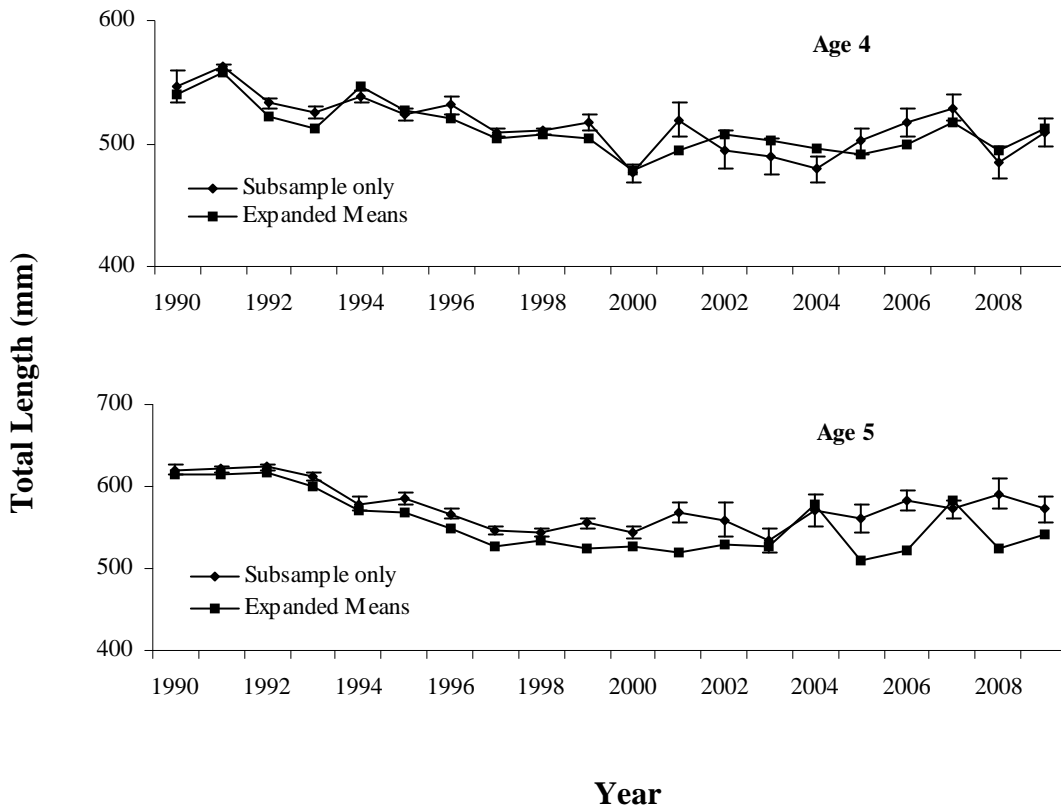 600
Age 4
500
Subsample only
Expanded Means
400
1990 1992 1994 1996 1998 2000 2002 2004 2006 2008
Total Length (mm)
700
Age 5
600
500
Subsample only
Expanded Means
400
1990 1992 1994 1996 1998 2000 2002 2004 2006 2008
Year